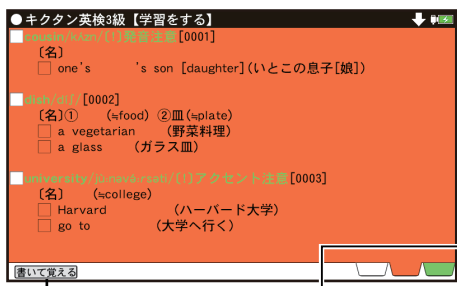 ●キクタン英検3級【学習をする】
cousin/kʌ́zn/{!}発音注意[0001]
〔名〕
□ one's 's son [daughter](いとこの息子[娘])
dish/díʃ/[0002]
〔名〕① (≒food) ②皿(≒plate)
□ a vegetarian (野菜料理)
□ a glass (ガラス皿)
university/jùːnəvə́ːrsəti/{!}アクセント注意[0003]
〔名〕 (≒college)
□ Harvard (ハーバード大学)
□ go to (大学へ行く)
書いて覚える